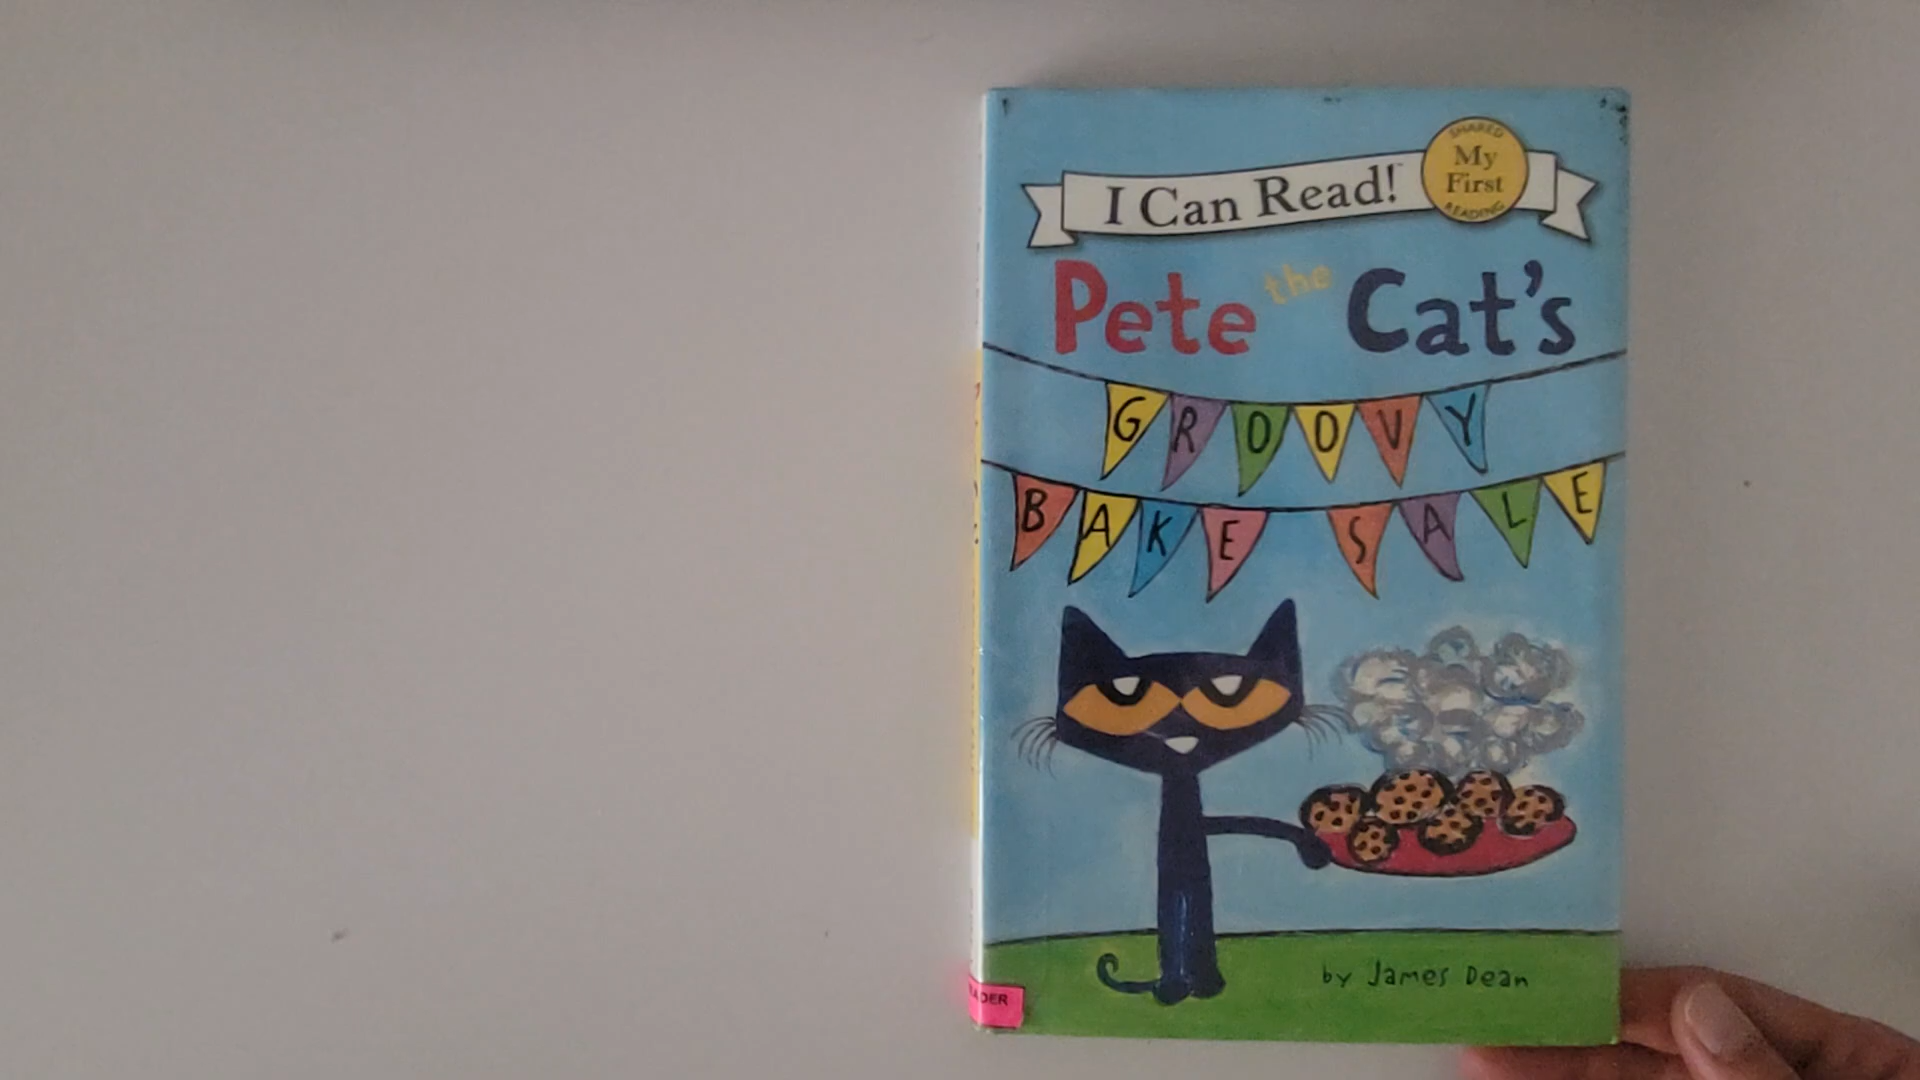 I Can Read!
SHARED
My
First
READING
Pete the Cat's
GROOVY
BAKE SALE
by James Dean